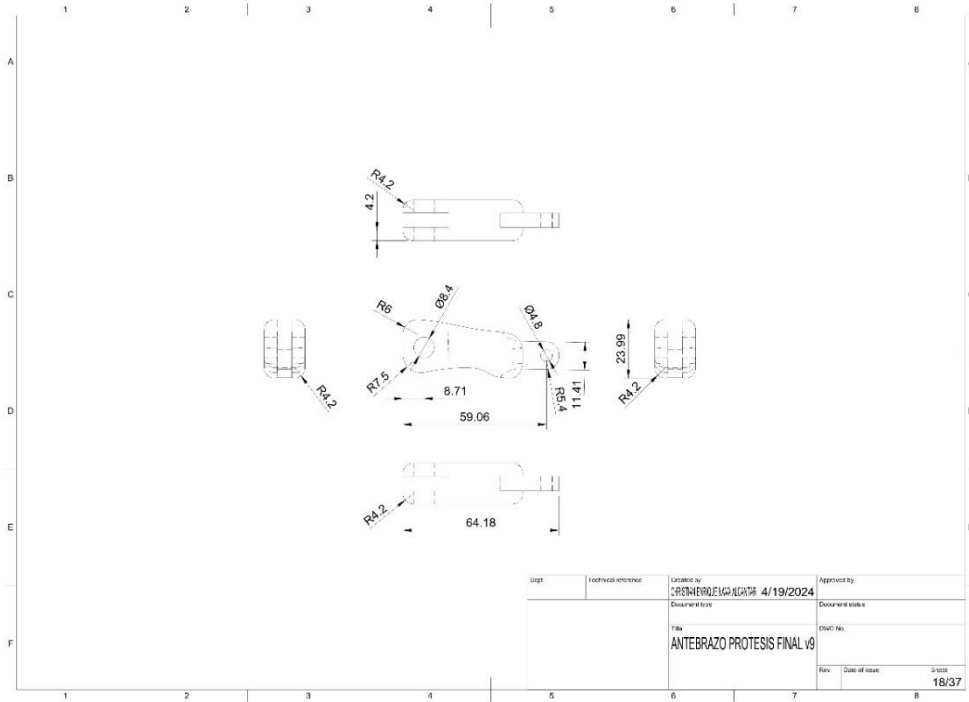 1 2 3 4 5 6 7 8
A
B
R4.2
4.2
C
R6
Ø8.4
Ø4.8
23.99
R7.5
8.71
R5.4
11.41
R4.2
R4.2
D
59.06
R4.2
E
64.18
Dept.
Technical reference
Created by
4/19/2024
Approved by
Document type
Document status
Title
DWG No.
ANTEBRAZO PROTESIS FINAL v9
F
Rev.
Date of issue
Sheet
18/37
1 2 3 4 5 6 7 8